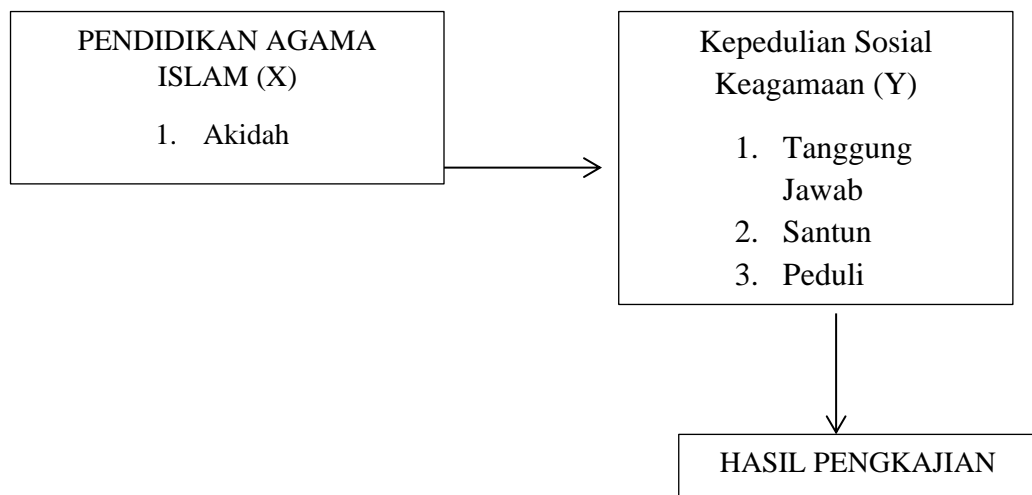 PENDIDIKAN AGAMA
ISLAM (X)
1. Akidah
Kepedulian Sosial
Keagamaan (Y)
1. Tanggung
Jawab
2. Santun
3. Peduli
HASIL PENGKAJIAN